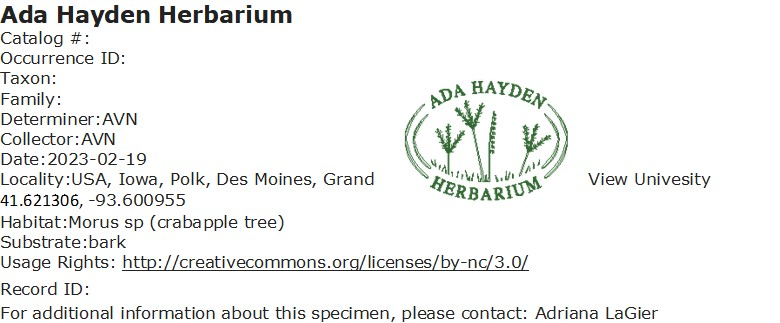 Ada Hayden Herbarium
Catalog #:
Occurrence ID:
Taxon:
Family:
Determiner:AVN
Collector:AVN
Date:2023-02-19
Locality:USA, Iowa, Polk, Des Moines, Grand View Univesity
41.621306, -93.600955
Habitat:Morus sp (crabapple tree)
Substrate:bark
Usage Rights: http://creativecommons.org/licenses/by-nc/3.0/
Record ID:
For additional information about this specimen, please contact: Adriana LaGier
ADA HAYDEN
HERBARIUM